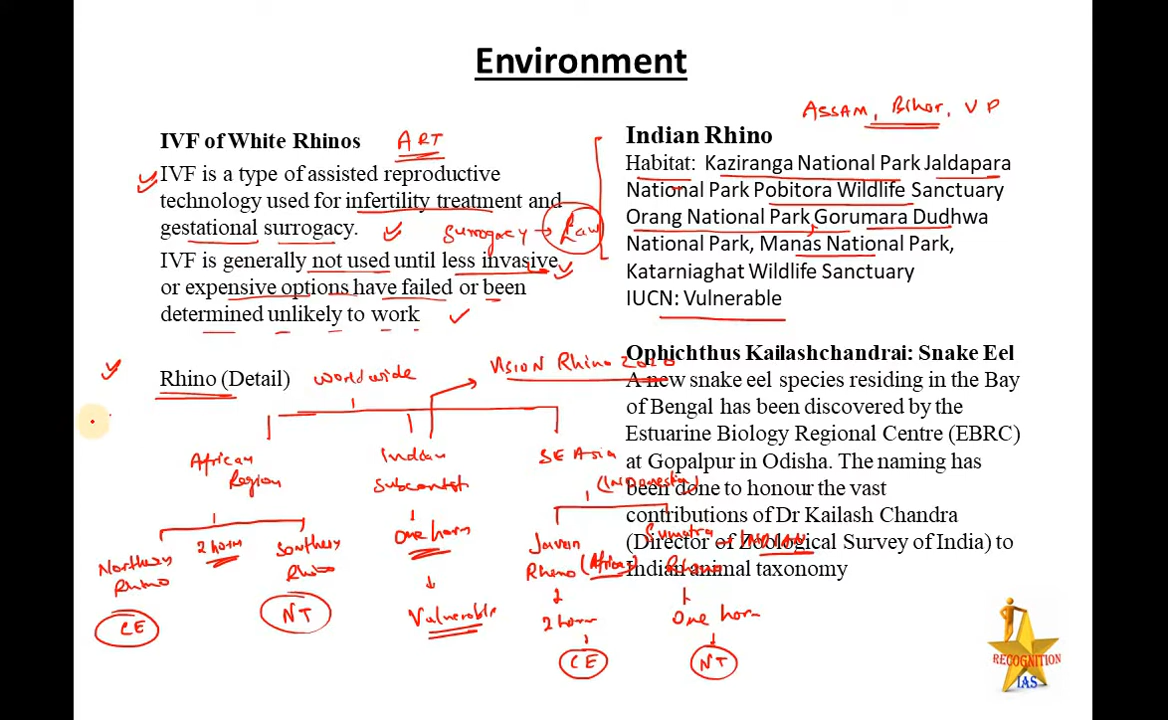 Environment
ASSAM, Bihar, UP
IVF of White Rhinos ART
IVF is a type of assisted reproductive
technology used for infertility treatment and
gestational surrogacy. Surrogacy → Law
IVF is generally not used until less invasive
or expensive options have failed or been
determined unlikely to work
Indian Rhino
Habitat: Kaziranga National Park Jaldapara
National Park Pobitora Wildlife Sanctuary
Orang National Park Gorumara Dudhwa
National Park, Manas National Park,
Katarniaghat Wildlife Sanctuary
IUCN: Vulnerable
Rhino (Detail) worldwide
Vision Rhino 2020
African
Region
Indian
Subcontint
SE Asia
(Indonesia)
Northern
Rhino
CE
2 horn
Southern
Rhino
NT
One horn
Vulnerable
Javan
Rhino (Africa)
2 horn
CE
Sumatra - INDIAN
Rhino
One horn
NT
Ophichthus Kailashchandrai: Snake Eel
A new snake eel species residing in the Bay
of Bengal has been discovered by the
Estuarine Biology Regional Centre (EBRC)
at Gopalpur in Odisha. The naming has
been done to honour the vast
contributions of Dr Kailash Chandra
(Director of Zoological Survey of India) to
Indian animal taxonomy
RECOGNITION
IAS